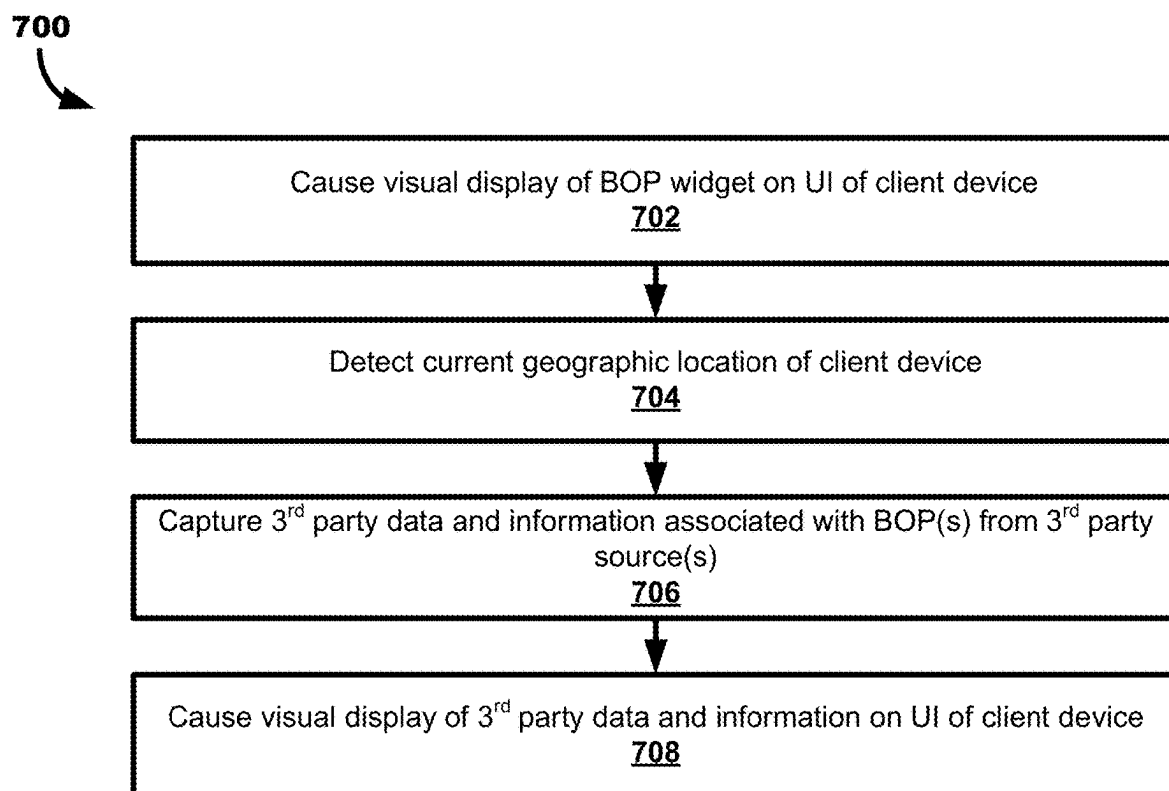 700
Cause visual display of BOP widget on UI of client device
702
Detect current geographic location of client device
704
Capture 3rd party data and information associated with BOP(s) from 3rd party
source(s)
706
Cause visual display of 3rd party data and information on UI of client device
708